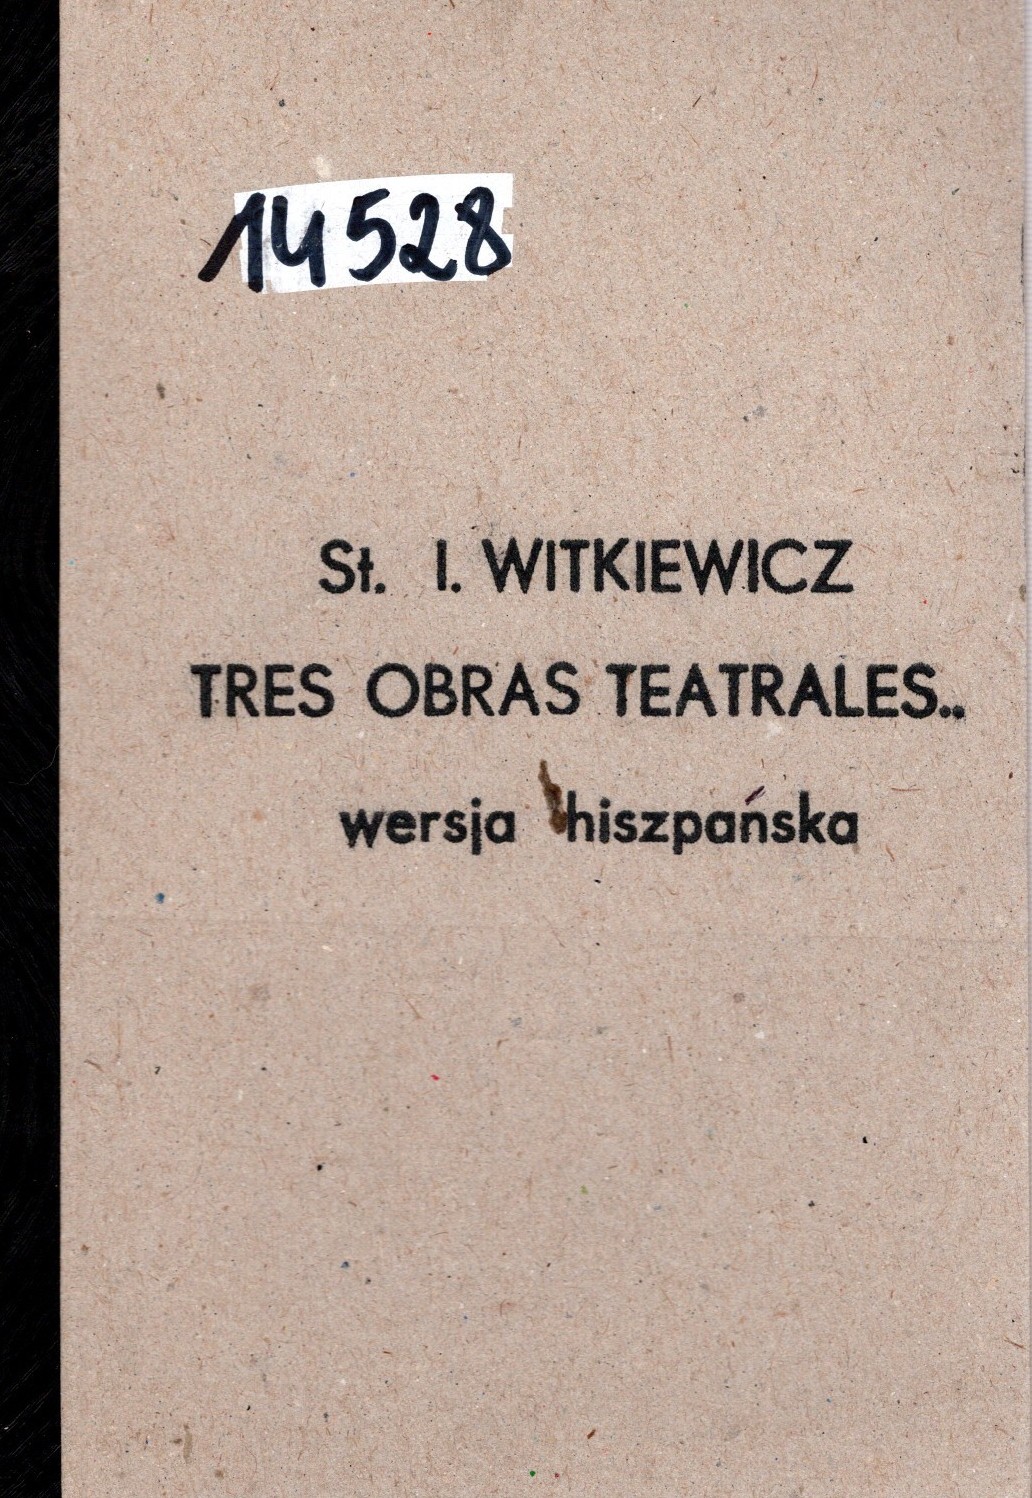 14528
St. I. WITKIEWICZ
TRES OBRAS TEATRALES..
wersja hiszpańska